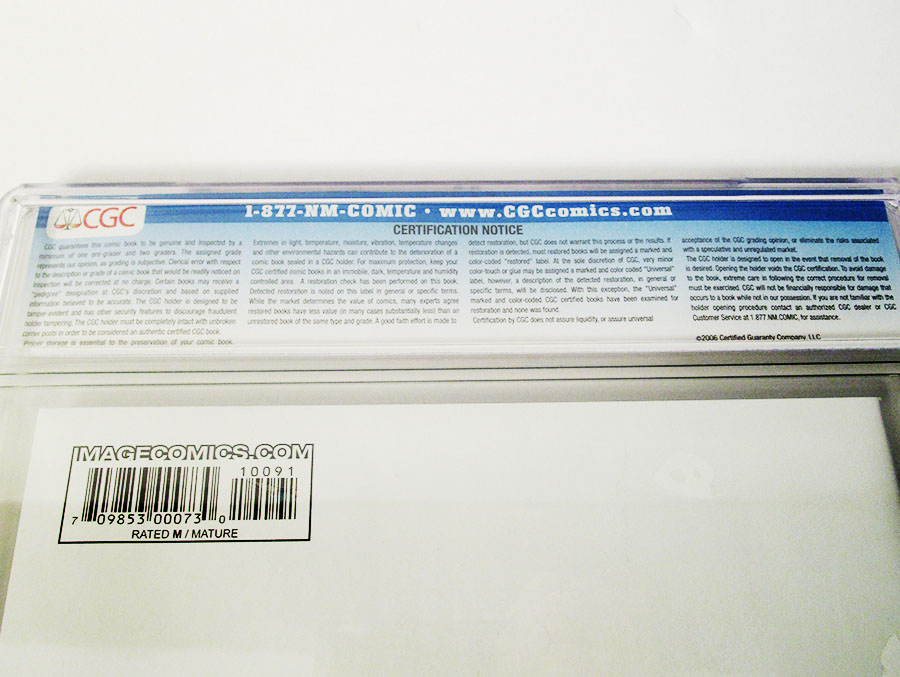 CGC
1-877-NM-COMIC • www.CGCcomics.com
CERTIFICATION NOTICE
CGC guarantees this comic book to be genuine and inspected by a
minimum of one pre-grader and two graders. The assigned grade
represents our opinion, as grading is subjective. Clerical error with respect
to the description or grade of a comic book that would be readily noticed on
inspection will be corrected at no charge. Certain books may receive a
"pedigree" designation at CGC's discretion and based on supplied
information believed to be accurate. The CGC holder is designed to be
tamper-evident and has other security features to discourage fraudulent
holder tampering. The CGC holder must be completely intact with unbroken
corner posts in order to be considered an authentic certified CGC book.
Proper storage is essential to the preservation of your comic book.
Extremes in light, temperature, moisture, vibration, temperature changes
and other environmental hazards can contribute to the deterioration of a
comic book sealed in a CGC holder. For maximum protection, keep your
CGC certified comic books in an immobile, dark, temperature and humidity
controlled area. A restoration check has been performed on this book.
Detected restoration is noted on this label in general or specific terms.
While the market determines the value of comics, many experts agree
restored books have less value (in many cases substantially less) than an
unrestored book of the same type and grade. A good faith effort is made to
detect restoration, but CGC does not warrant this process or the results. If
restoration is detected, most restored books will be assigned a marked and
color-coded "restored" label. At the sole discretion of CGC, very minor
color-touch or glue may be assigned a marked and color coded "Universal"
label, however, a description of the detected restoration, in general or
specific terms, will be disclosed. With this exception, the "Universal"
marked and color-coded CGC certified books have been examined for
restoration and none was found.
Certification by CGC does not assure liquidity, or assure universal
acceptance of the CGC grading opinion, or eliminate the risks associated
with a speculative and unregulated market.
The CGC holder is designed to open in the event that removal of the book
is desired. Opening the holder voids the CGC certification. To avoid damage
to the book, extreme care in following the correct procedure for removal
must be exercised. CGC will not be financially responsible for damage that
occurs to a book while not in our possession. If you are not familiar with the
holder opening procedure contact an authorized CGC dealer or CGC
Customer Service at 1.877.NM.COMIC, for assistance.
©2006 Certified Guaranty Company, LLC
IMAGECOMICS.COM
10091
7 09853 00073 0
RATED M / MATURE